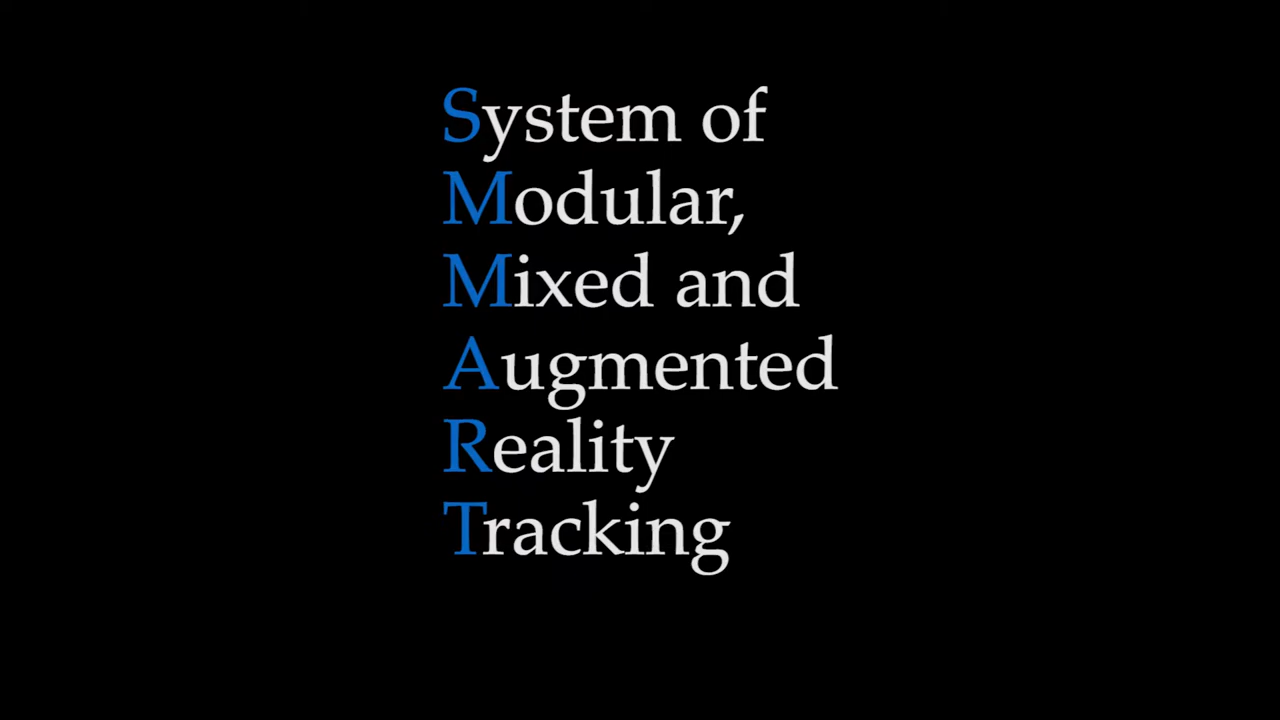 System of
Modular,
Mixed and
Augmented
Reality
Tracking